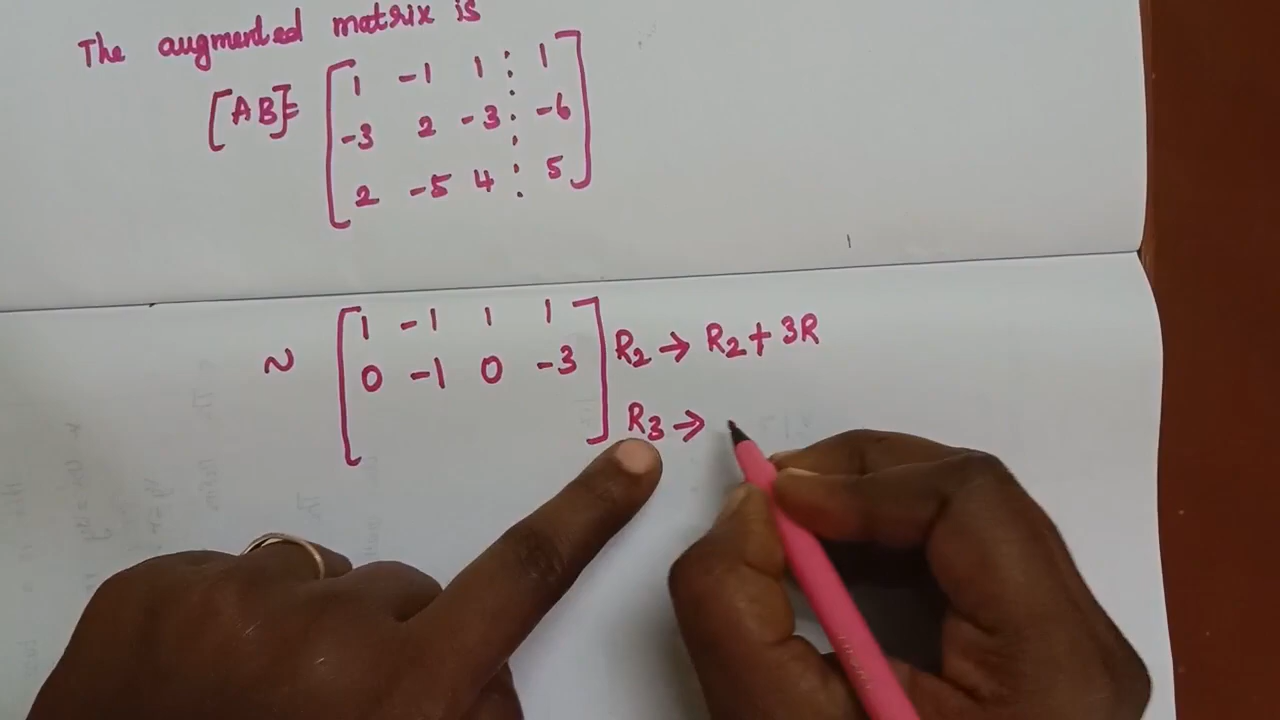 The augmented matrix is
[AB]= [1 -1 1 : 1
-3 2 -3 : -6
2 -5 4 : 5]
~ [1 -1 1 1
0 -1 0 -3] R2 → R2 + 3R
R3 →